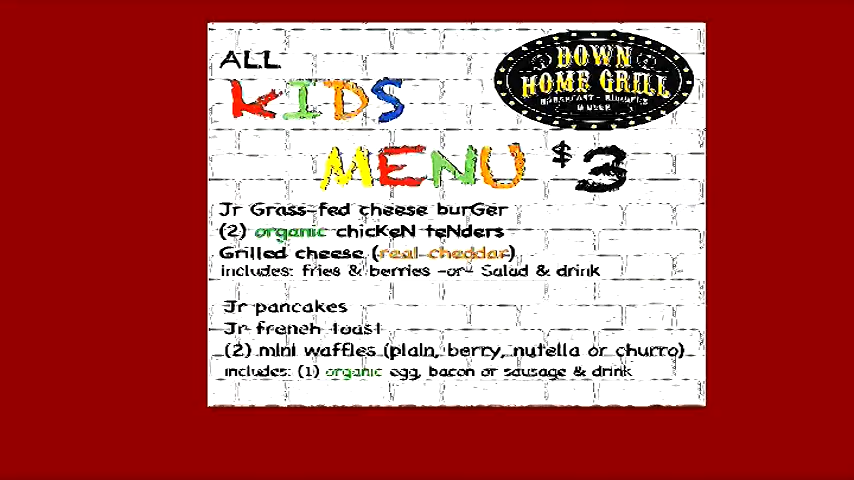 ALL
KIDS
DOWN
HOME GRILL
MENU $3
Jr Grass-fed cheese burGer
(2) organic chicKeN teNders
Grilled cheese (real cheddar)
includes: fries & berries -or- Salad & drink
Jr pancakes
Jr french toast
(2) mini waffles (plain, berry, nutella or churro)
includes: (1) organic egg, bacon or sausage & drink